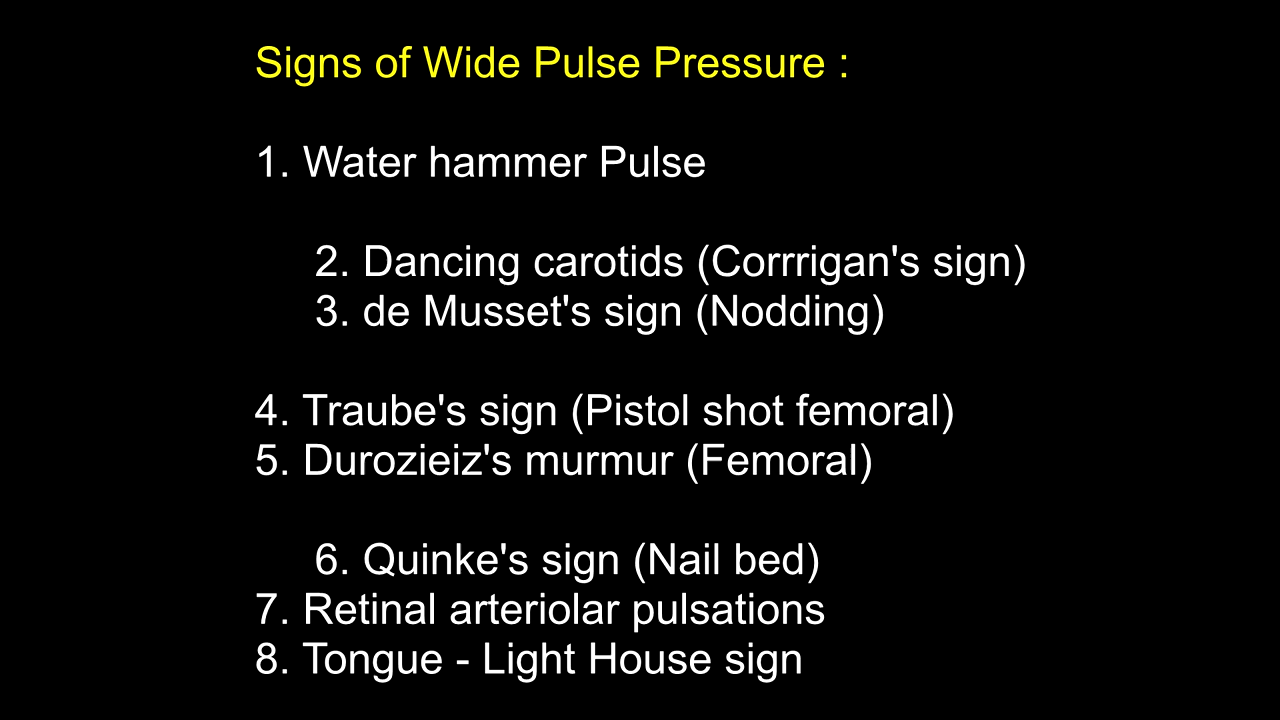 Signs of Wide Pulse Pressure :
1. Water hammer Pulse
2. Dancing carotids (Corrrigan's sign)
3. de Musset's sign (Nodding)
4. Traube's sign (Pistol shot femoral)
5. Durozieiz's murmur (Femoral)
6. Quinke's sign (Nail bed)
7. Retinal arteriolar pulsations
8. Tongue - Light House sign